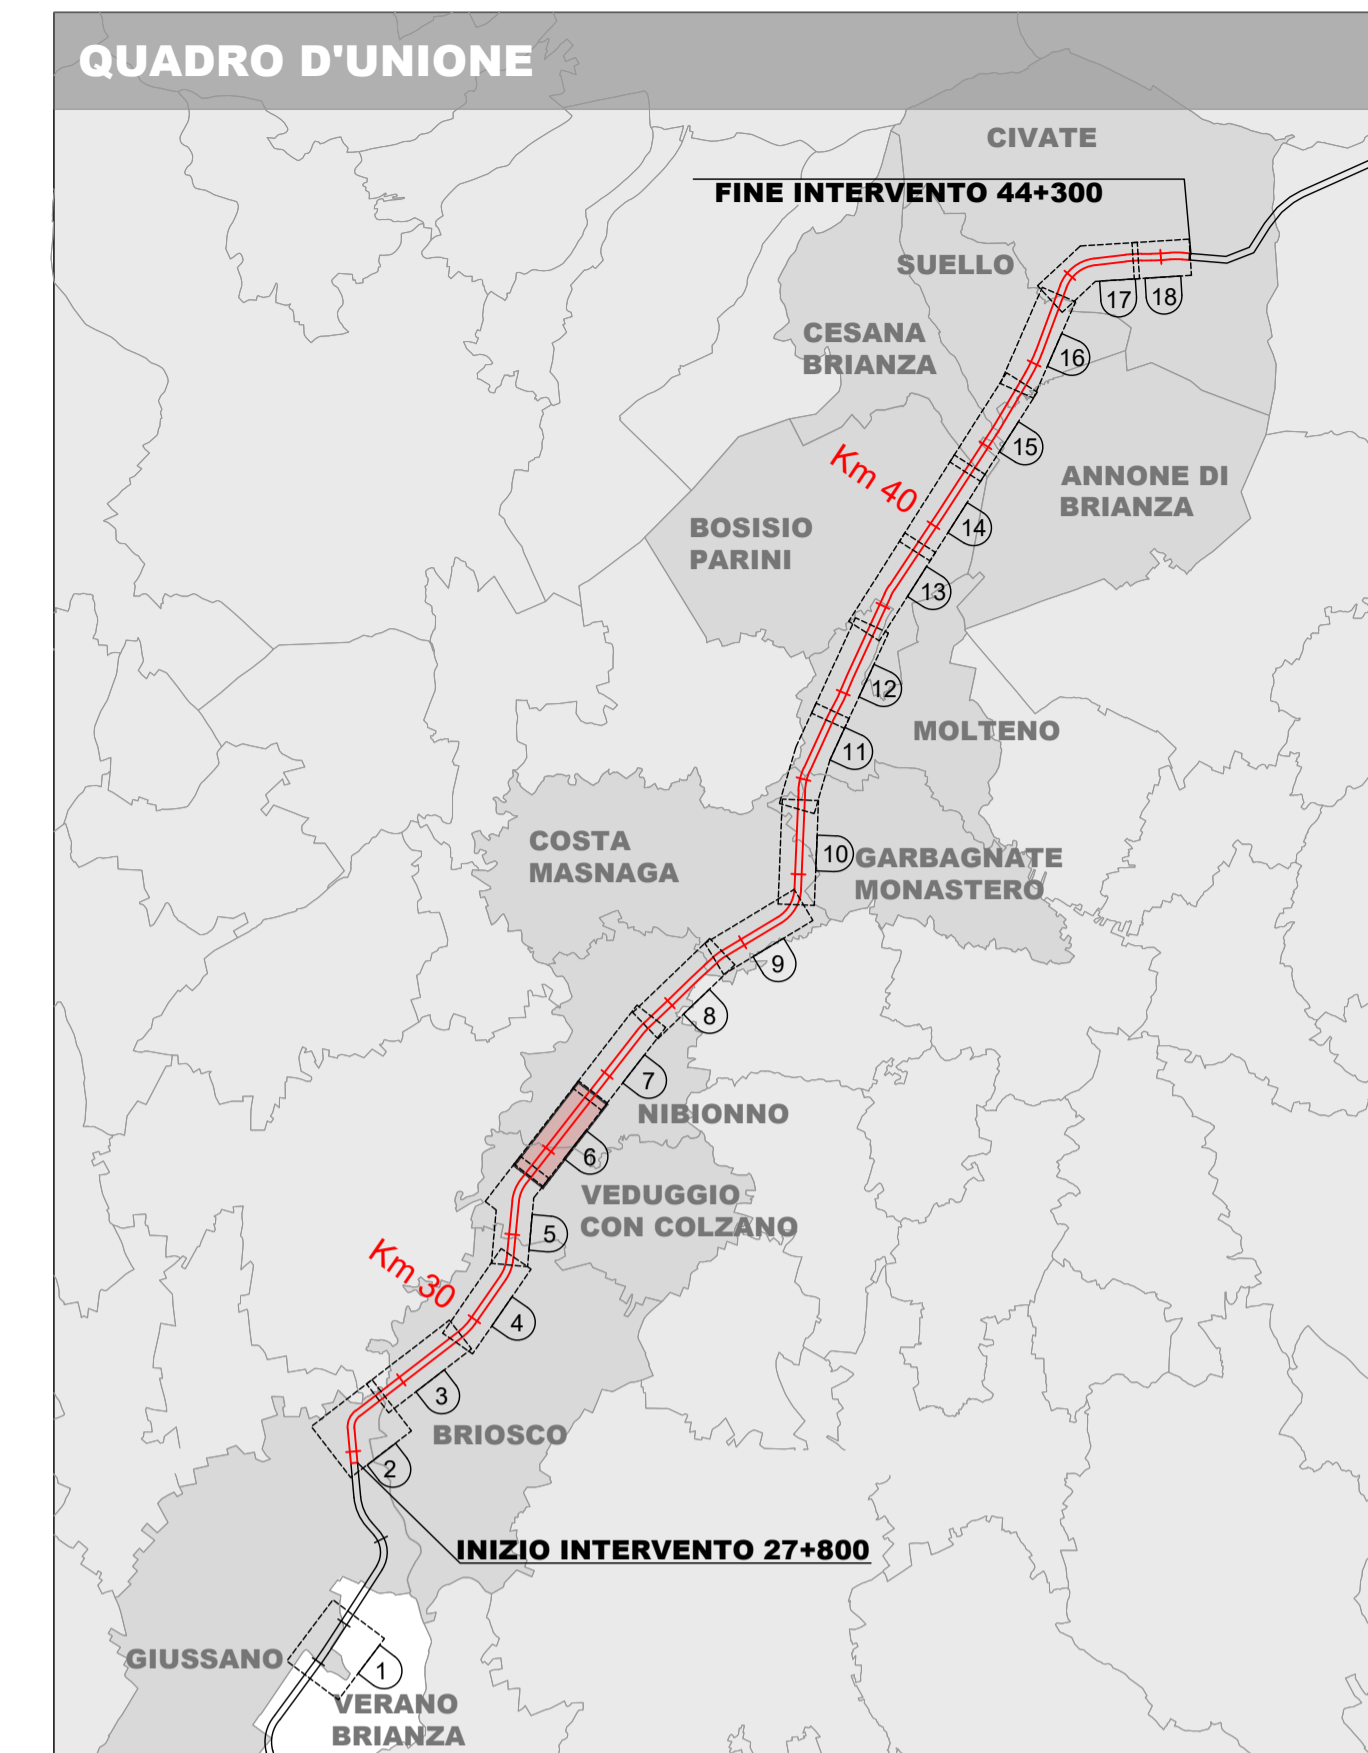 QUADRO D'UNIONE
CIVATE
FINE INTERVENTO 44+300
SUELLO
17
18
CESANA
BRIANZA
16
15
Km 40
ANNONE DI
BRIANZA
BOSISIO
PARINI
14
13
12
MOLTENO
11
COSTA
MASNAGA
10
GARBAGNATE
MONASTERO
9
8
7
NIBIONNO
6
VEDUGGIO
CON COLZANO
5
Km 30
4
3
BRIOSCO
2
INIZIO INTERVENTO 27+800
GIUSSANO
1
VERANO
BRIANZA